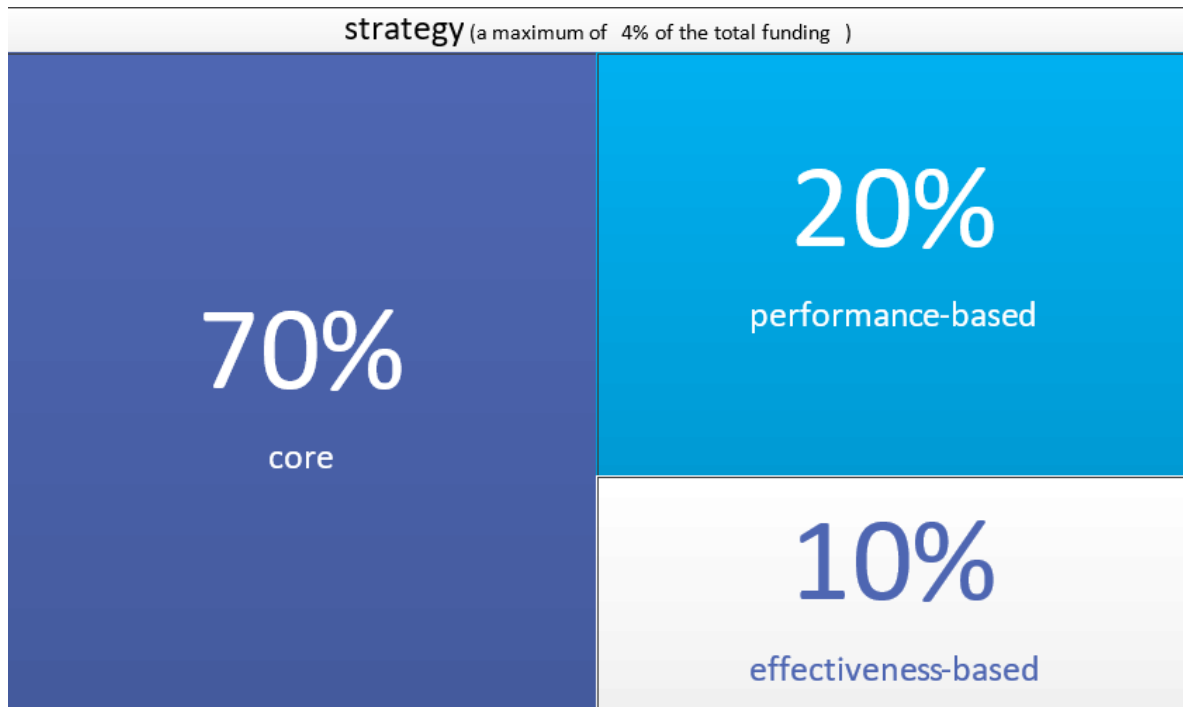 strategy (a maximum of 4% of the total funding )
70%
core
20%
performance-based
10%
effectiveness-based